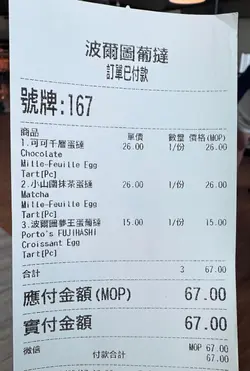 波爾圖葡撻
訂單已付款
號牌:167
商品 單價 數量 價格(MOP)
1.可可千層蛋撻 26.00 1/份 26.00
Chocolate
Mille-Feuille Egg
Tart[Pc]
2.小山園抹茶蛋撻 26.00 1/份 26.00
Matcha
Mille-Feuille Egg
Tart[Pc]
3.波爾圖夢王蛋葡撻 15.00 1/份 15.00
Porto's FUJIHASHI
Croissant Egg
Tart[Pc]
合計 3 67.00
應付金額(MOP) 67.00
實付金額 67.00
微信 MOP 67.00
付款合計 67.00